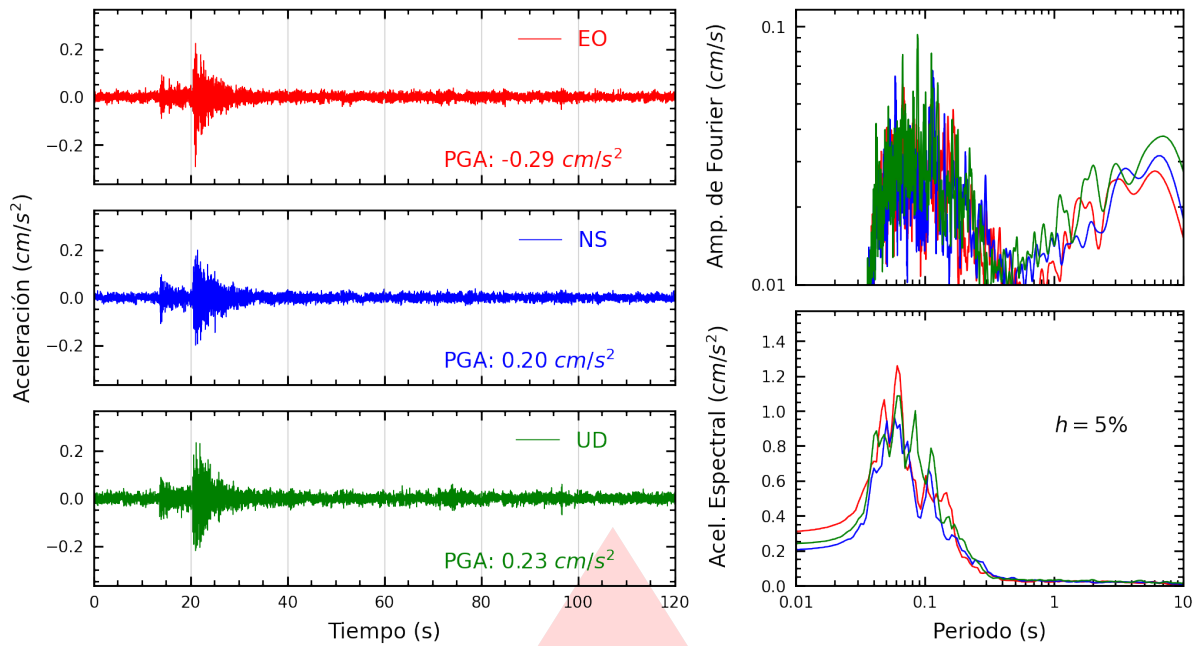 Aceleración (cm/s²)
0.2
0.0
−0.2
EO
PGA: -0.29 cm/s²
0.2
0.0
−0.2
NS
PGA: 0.20 cm/s²
0.2
0.0
−0.2
UD
PGA: 0.23 cm/s²
0 20 40 60 80 100 120
Tiempo (s)
Amp. de Fourier (cm/s)
0.1
0.01
Acel. Espectral (cm/s²)
1.4
1.2
1.0
0.8
0.6
0.4
0.2
0.0
h = 5%
0.01 0.1 1 10
Periodo (s)